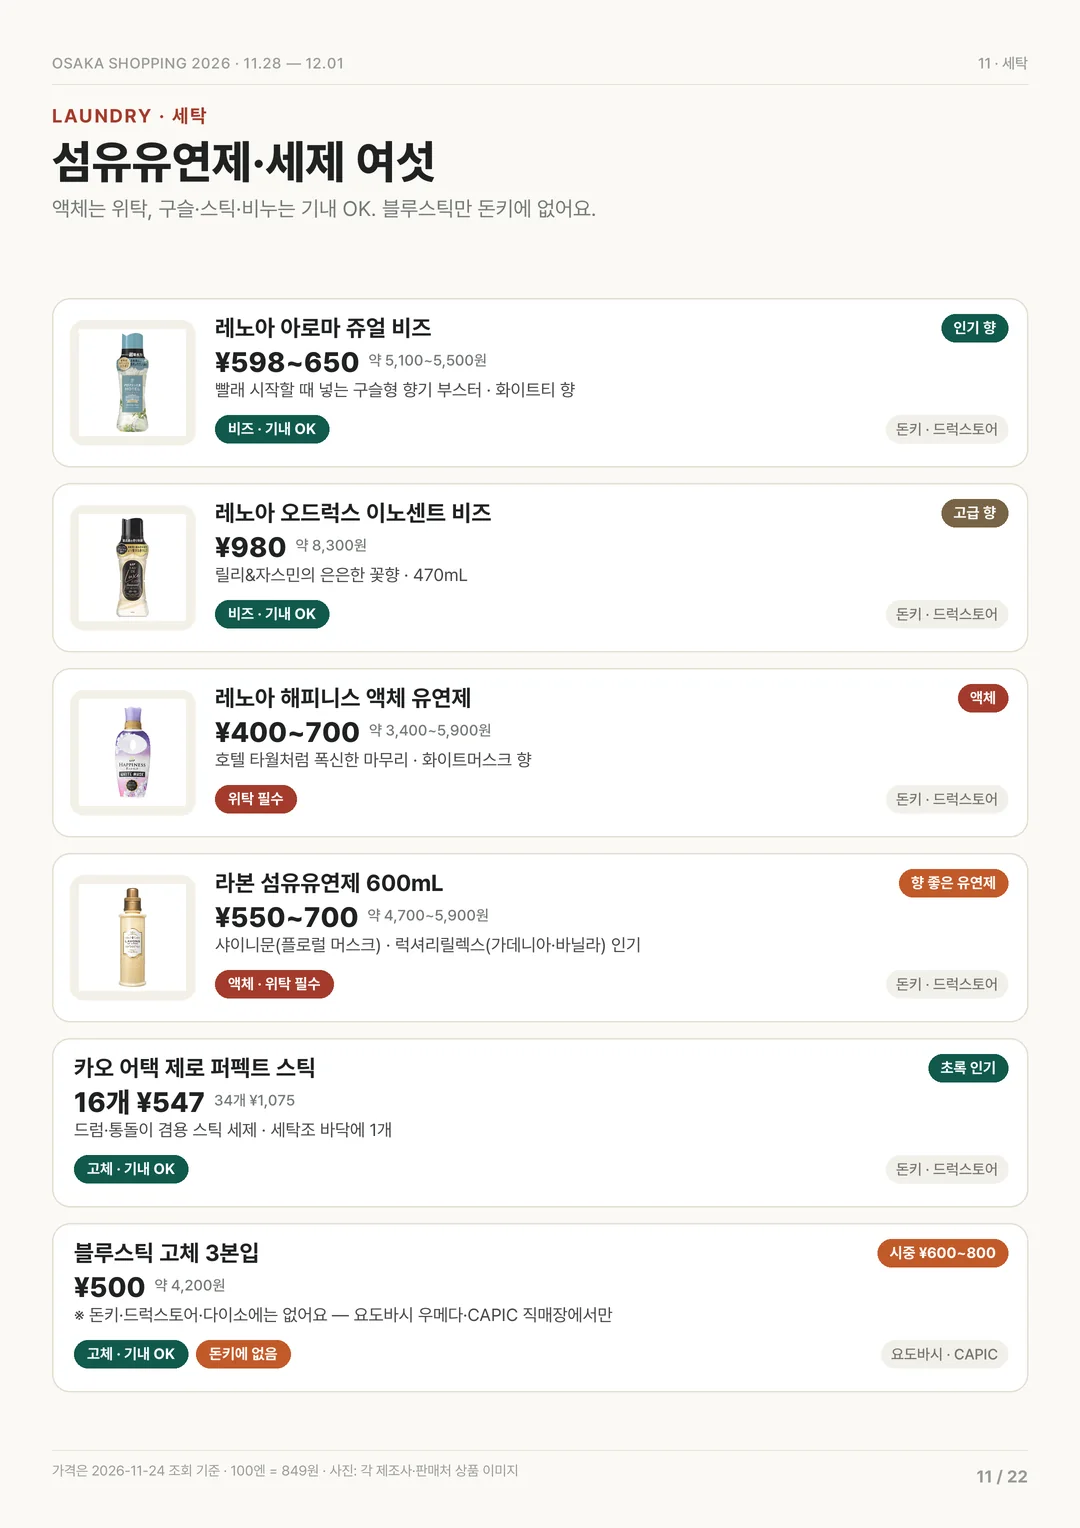 OSAKA SHOPPING 2026 · 11.28 — 12.01
11 · 세탁
LAUNDRY · 세탁
섬유유연제·세제 여섯
액체는 위탁, 구슬·스틱·비누는 기내 OK. 블루스틱만 돈키에 없어요.
레노아 아로마 쥬얼 비즈
인기 향
¥598~650 약 5,100~5,500원
빨래 시작할 때 넣는 구슬형 향기 부스터 · 화이트티 향
비즈 · 기내 OK
돈키 · 드럭스토어
레노아 오드럭스 이노센트 비즈
고급 향
¥980 약 8,300원
릴리&자스민의 은은한 꽃향 · 470mL
비즈 · 기내 OK
돈키 · 드럭스토어
레노아 해피니스 액체 유연제
액체
¥400~700 약 3,400~5,900원
호텔 타월처럼 폭신한 마무리 · 화이트머스크 향
HAPPINESS
위탁 필수
돈키 · 드럭스토어
라본 섬유유연제 600mL
향 좋은 유연제
¥550~700 약 4,700~5,900원
샤이니문(플로럴 머스크) · 럭셔리릴렉스(가데니아·바닐라) 인기
액체 · 위탁 필수
돈키 · 드럭스토어
카오 어택 제로 퍼펙트 스틱
초록 인기
16개 ¥547 34개 ¥1,075
드럼·통돌이 겸용 스틱 세제 · 세탁조 바닥에 1개
고체 · 기내 OK
돈키 · 드럭스토어
블루스틱 고체 3본입
시중 ¥600~800
¥500 약 4,200원
※ 돈키·드럭스토어·다이소에는 없어요 — 요도바시 우메다·CAPIC 직매장에서만
고체 · 기내 OK
돈키에 없음
요도바시 · CAPIC
가격은 2026-11-24 조회 기준 · 100엔 = 849원 · 사진: 각 제조사·판매처 상품 이미지
11 / 22